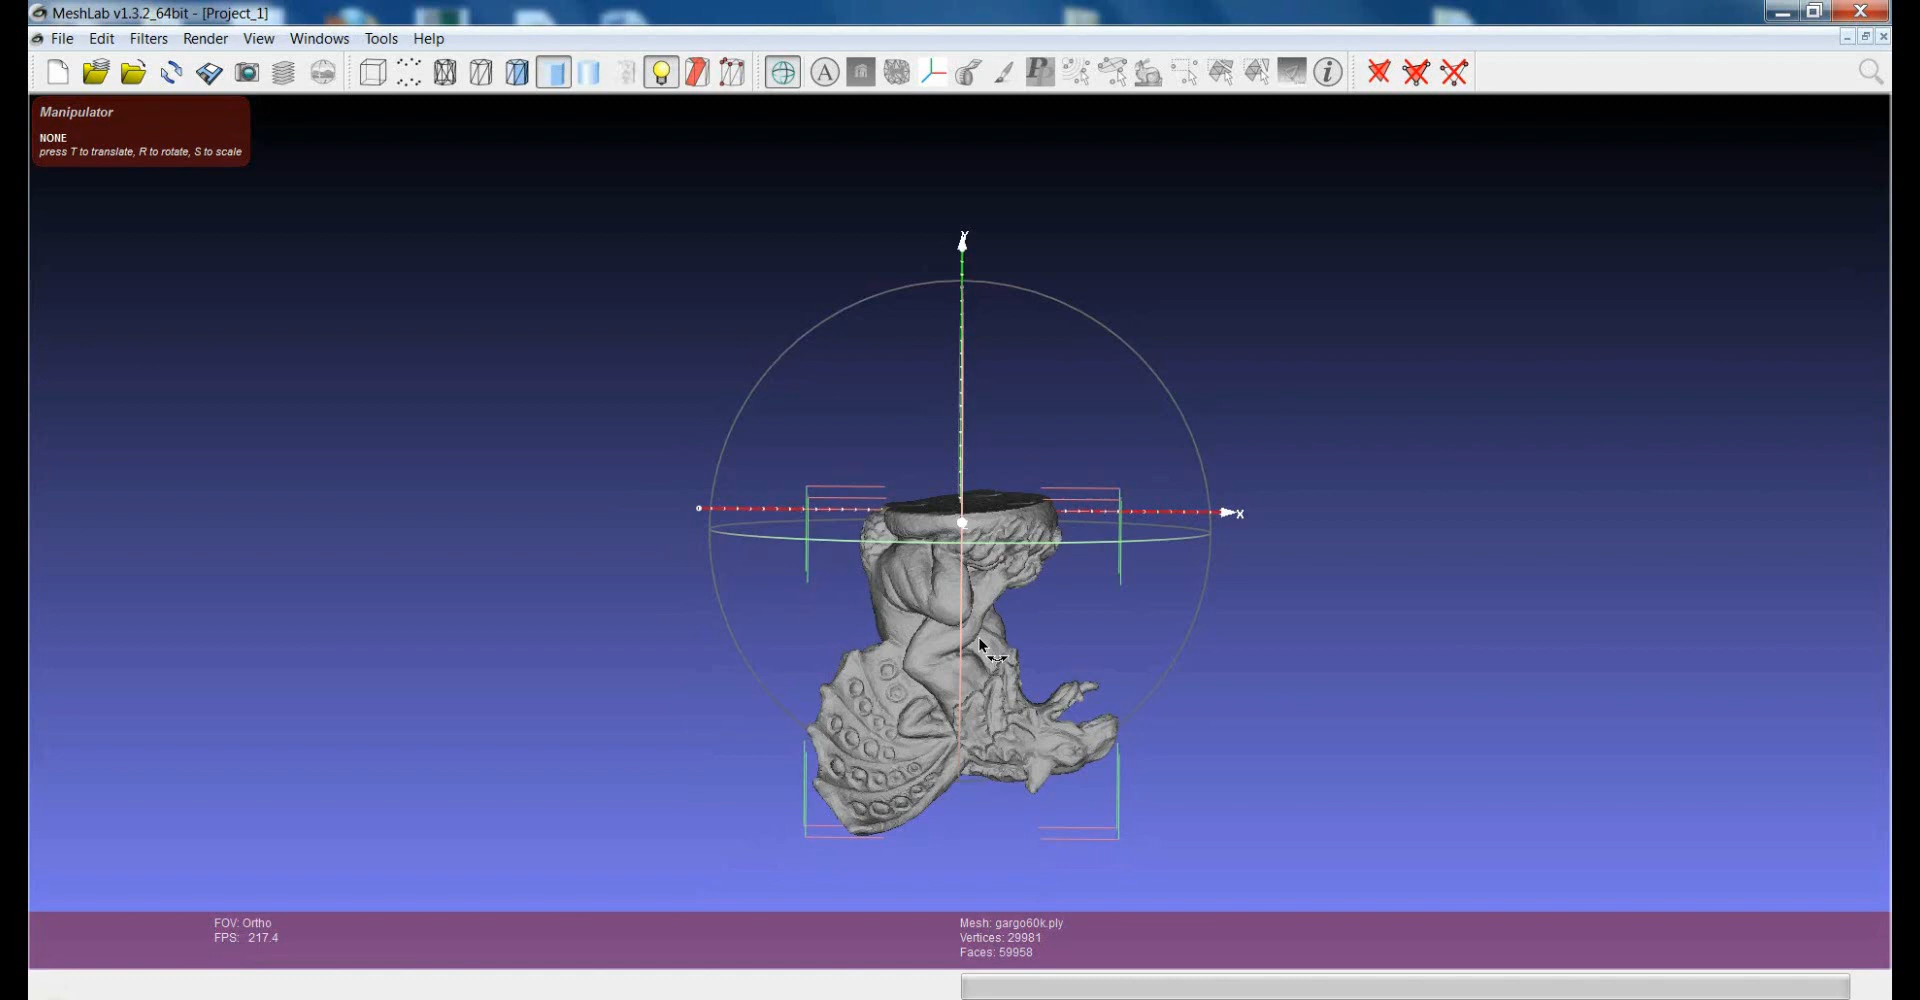 MeshLab v1.3.2_64bit - [Project_1]
File Edit Filters Render View Windows Tools Help
A P i
Manipulator
NONE
press T to translate, R to rotate, S to scale
Y
X
FOV: Ortho
FPS: 217.4
Mesh: gargo60k.ply
Vertices: 29981
Faces: 59958